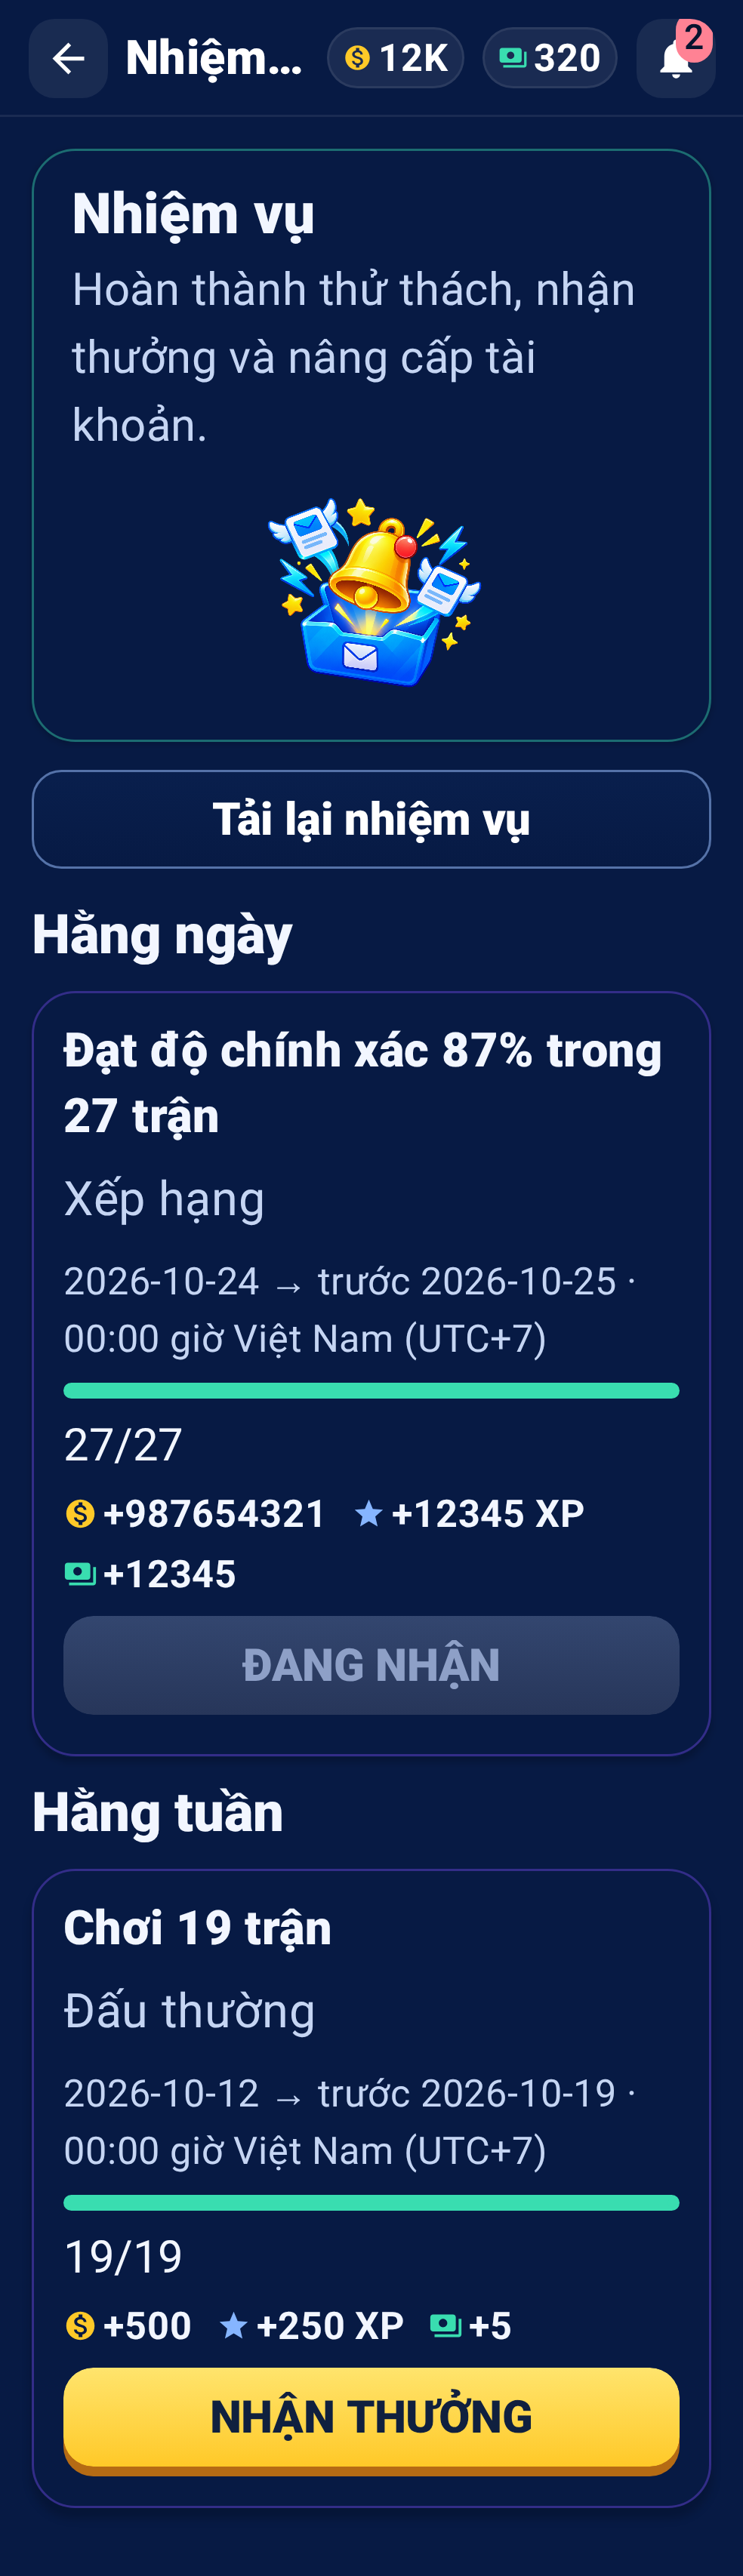 Nhiệm...
12K
320
2
Nhiệm vụ
Hoàn thành thử thách, nhận
thưởng và nâng cấp tài
khoản.
Tải lại nhiệm vụ
Hằng ngày
Đạt độ chính xác 87% trong
27 trận
Xếp hạng
2026-10-24 → trước 2026-10-25 ·
00:00 giờ Việt Nam (UTC+7)
27/27
+987654321 +12345 XP
+12345
ĐANG NHẬN
Hằng tuần
Chơi 19 trận
Đấu thường
2026-10-12 → trước 2026-10-19 ·
00:00 giờ Việt Nam (UTC+7)
19/19
+500 +250 XP +5
NHẬN THƯỞNG